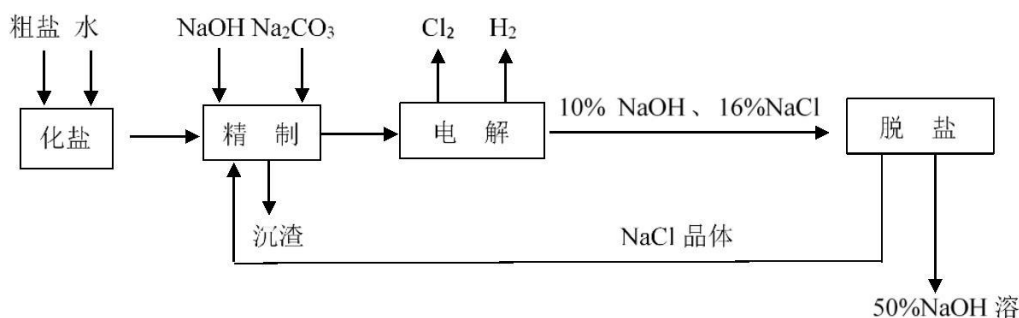 粗盐 水 NaOH Na₂CO₃ Cl₂ H₂
10% NaOH、16%NaCl
化盐 精 制 电 解 脱 盐
沉渣 NaCl 品体
50%NaOH 溶